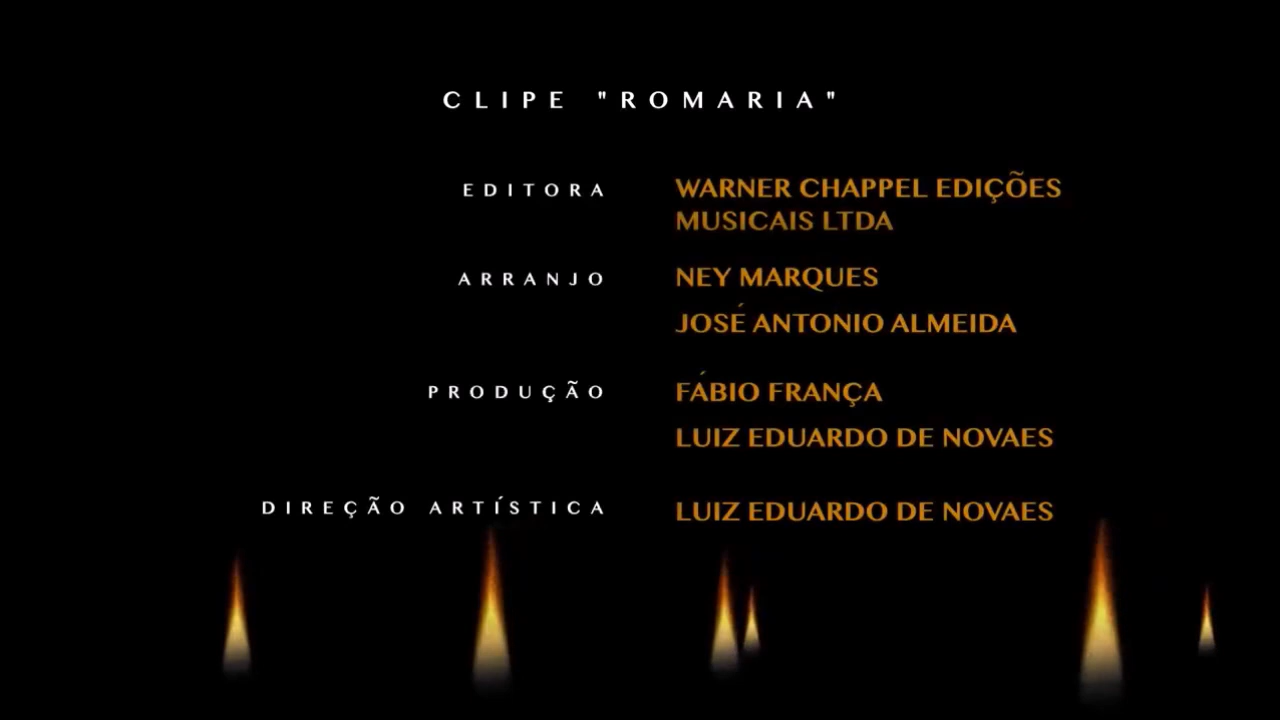 CLIPE "ROMARIA"
EDITORA WARNER CHAPPEL EDIÇÕES
MUSICAIS LTDA
ARRANJO NEY MARQUES
JOSÉ ANTONIO ALMEIDA
PRODUÇÃO FÁBIO FRANÇA
LUIZ EDUARDO DE NOVAES
DIREÇÃO ARTÍSTICA LUIZ EDUARDO DE NOVAES